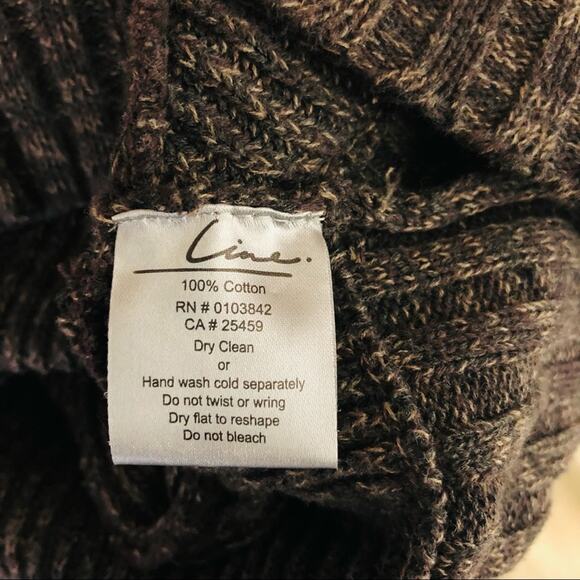 Line.
100% Cotton
RN # 0103842
CA # 25459
Dry Clean
or
Hand wash cold separately
Do not twist or wring
Dry flat to reshape
Do not bleach